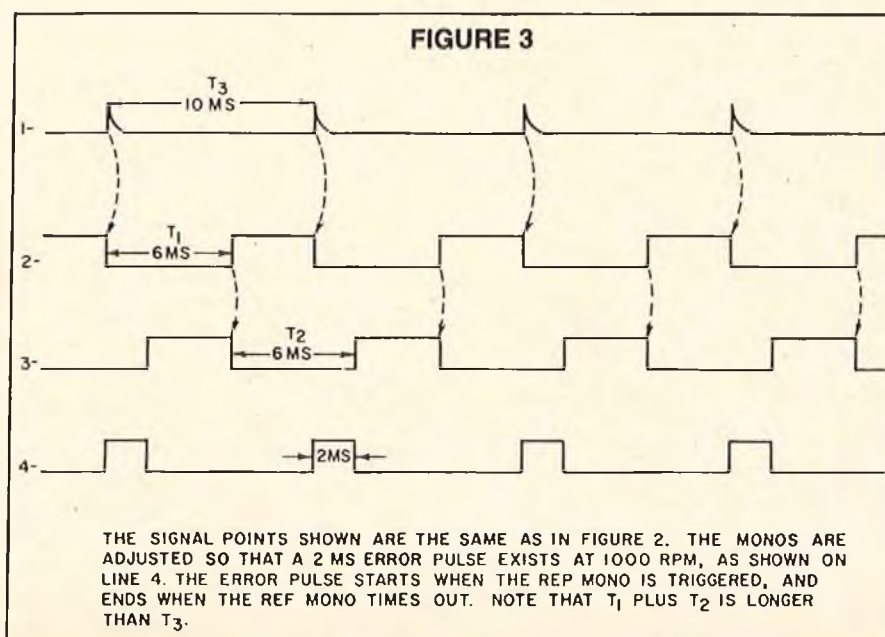 FIGURE 3
T3
10 MS
1-
T1
6 MS
2-
T2
6 MS
3-
2MS
4-
THE SIGNAL POINTS SHOWN ARE THE SAME AS IN FIGURE 2. THE MONOS ARE
ADJUSTED SO THAT A 2 MS ERROR PULSE EXISTS AT 1000 RPM, AS SHOWN ON
LINE 4. THE ERROR PULSE STARTS WHEN THE REP MONO IS TRIGGERED, AND
ENDS WHEN THE REF MONO TIMES OUT. NOTE THAT T1 PLUS T2 IS LONGER
THAN T3.